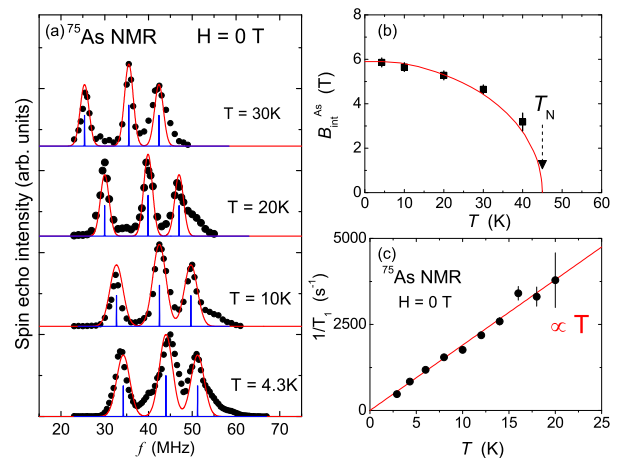 (a) ⁷⁵As NMR H = 0 T
T = 30K
T = 20K
T = 10K
T = 4.3K
Spin echo intensity (arb. units)
20 30 40 50 60 70
f (MHz)
(b)
8
6
4
2
0
B_int^As (T)
T_N
0 10 20 30 40 50 60
T (K)
(c)
⁷⁵As NMR
H = 0 T
∝ T
5000
2500
0
1/T₁ (s⁻¹)
0 5 10 15 20 25
T (K)